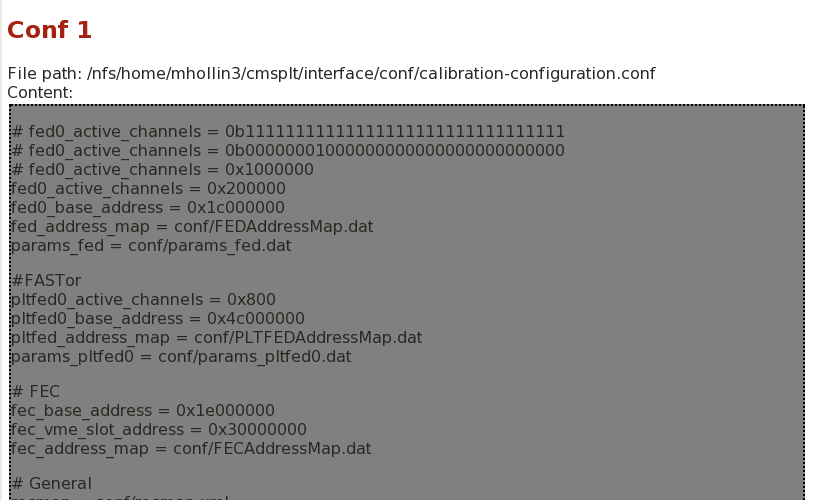 Conf 1
File path: /nfs/home/mhollin3/cmsplt/interface/conf/calibration-configuration.conf
Content:
# fed0_active_channels = 0b11111111111111111111111111111111
# fed0_active_channels = 0b00000001000000000000000000000000
# fed0_active_channels = 0x1000000
fed0_active_channels = 0x200000
fed0_base_address = 0x1c000000
fed_address_map = conf/FEDAddressMap.dat
params_fed = conf/params_fed.dat
#FASTor
pltfed0_active_channels = 0x800
pltfed0_base_address = 0x4c000000
pltfed_address_map = conf/PLTFEDAddressMap.dat
params_pltfed0 = conf/params_pltfed0.dat
# FEC
fec_base_address = 0x1e000000
fec_vme_slot_address = 0x30000000
fec_address_map = conf/FECAddressMap.dat
# General